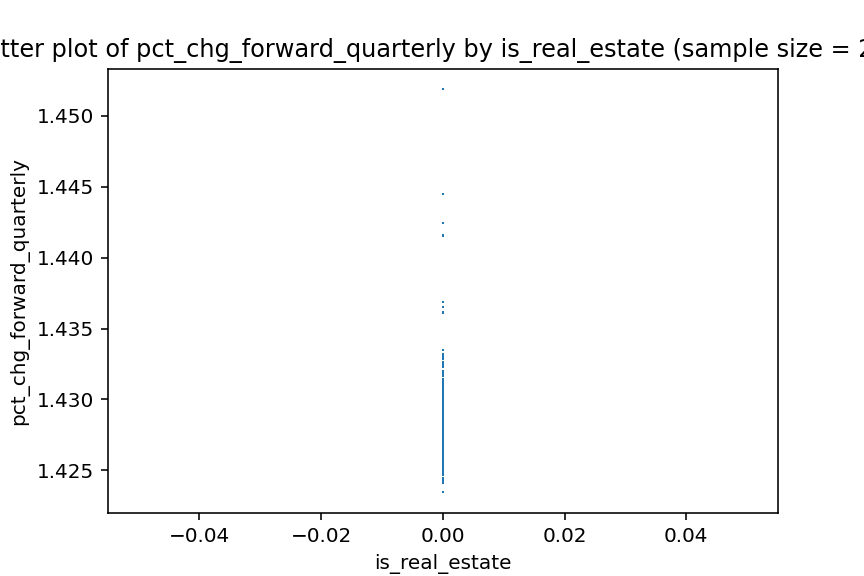 tter plot of pct_chg_forward_quarterly by is_real_estate (sample size = 2
1.450
1.445
1.440
1.435
1.430
1.425
pct_chg_forward_quarterly
−0.04 −0.02 0.00 0.02 0.04
is_real_estate